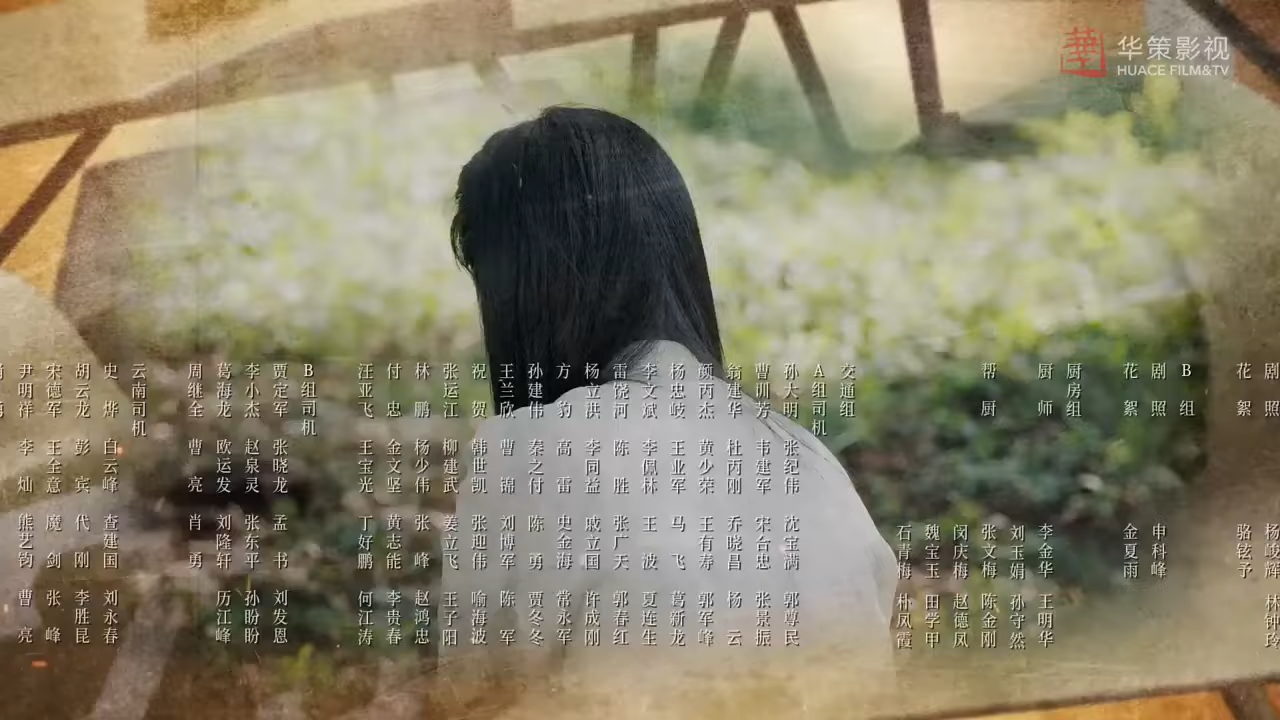 华策影视
HUACE FILM&TV
剧照 杨峻辉 林钟玲
花絮 骆铉予
B组
剧照 申科峰
花絮 金夏雨
厨房组
厨师 李金华 王明华
刘玉娟 孙守然
帮厨 张文梅 陈金刚
闵庆梅 赵德凤
魏宝玉 田学甲
石青梅 朴凤霞
交通组
A组司机
孙大明 张纪伟 沈宝满 郭尊民
曹训芳 韦建军 宋合忠 张景振
翁建华 杜丙刚 乔晓昌 杨云
颀丙杰 黄少荣 王有寿 郭军峰
杨忠岐 王业军 马飞 葛新龙
李文斌 李佩林 王波 夏连生
雷饶河 陈胜 张广天 郭春红
杨立洪 李同益 戚立国 许成刚
方豹 高雷 史金海 常永军
孙建伟 秦之付 陈勇 贾冬冬
王兰欣 曹锦 刘博军 陈军
祝贺 韩世凯 张迎伟 喻海波
张运江 柳建武 姜立飞 王子阳
林鹏 杨少伟 张峰 赵鸿忠
付忠 金文坚 黄志能 李贵春
汪亚飞 王宝光 丁好鹏 何江涛
B组司机
贾定军 张晓龙 孟书 刘发恩
李小杰 赵泉灵 张东平 孙盼盼
葛海龙 欧运发 刘隆轩 历江峰
周继全 曹亮 肖勇
云南司机
史烨 白云峰 查建国 刘永春
胡云龙 彭宾 代刚 李胜昆
宋德军 王全意 魔剑 张峰
尹明祥 李灿 熊艺钧 曹亮